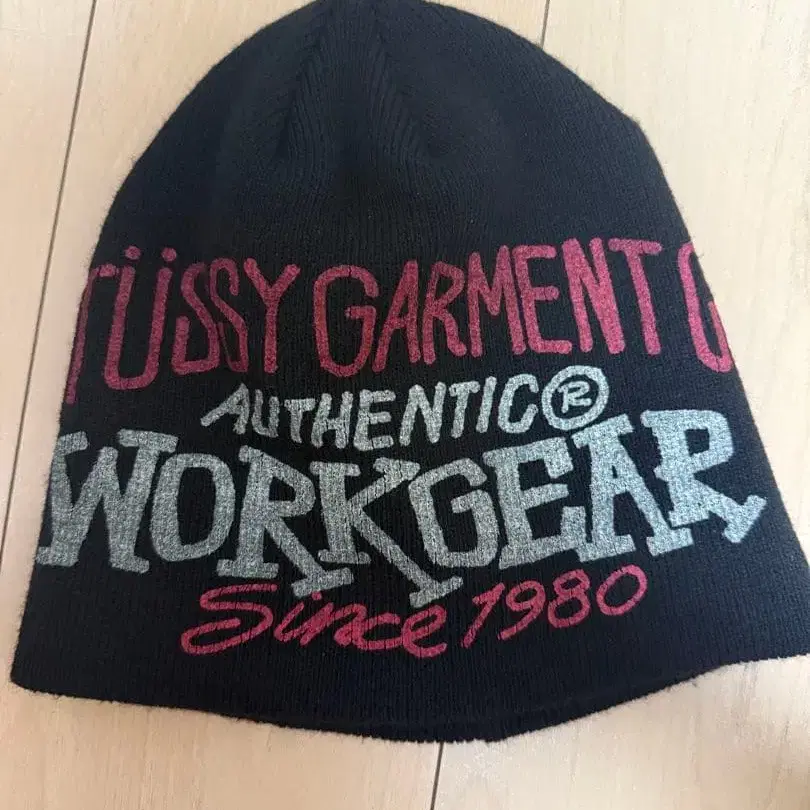 TÜSSY GARMENT G
AUTHENTIC®
WORKGEAR
Since 1980